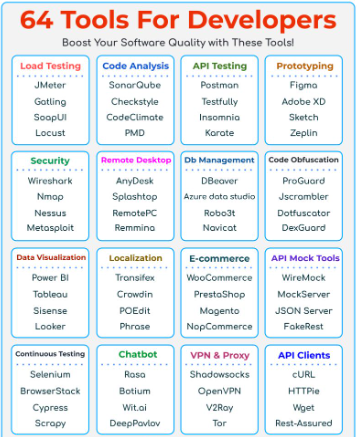 64 Tools For Developers
Boost Your Software Quality with These Tools!
Load Testing
JMeter
Gatling
SoapUI
Locust
Code Analysis
SonarQube
Checkstyle
CodeClimate
PMD
API Testing
Postman
Testfully
Insomnia
Karate
Prototyping
Figma
Adobe XD
Sketch
Zeplin
Security
Wireshark
Nmap
Nessus
Metasploit
Remote Desktop
AnyDesk
Splashtop
RemotePC
Remmina
Db Management
DBeaver
Azure data studio
Robo3t
Navicat
Code Obfuscation
ProGuard
Jscrambler
Dotfuscator
DexGuard
Data Visualization
Power BI
Tableau
Sisense
Looker
Localization
Transifex
Crowdin
POEdit
Phrase
E-commerce
WooCommerce
PrestaShop
Magento
NopCommerce
API Mock Tools
WireMock
MockServer
JSON Server
FakeRest
Continuous Testing
Selenium
BrowserStack
Cypress
Scrapy
Chatbot
Rasa
Botium
Wit.ai
DeepPavlov
VPN & Proxy
Shadowsocks
OpenVPN
V2Ray
Tor
API Clients
cURL
HTTPie
Wget
Rest-Assured